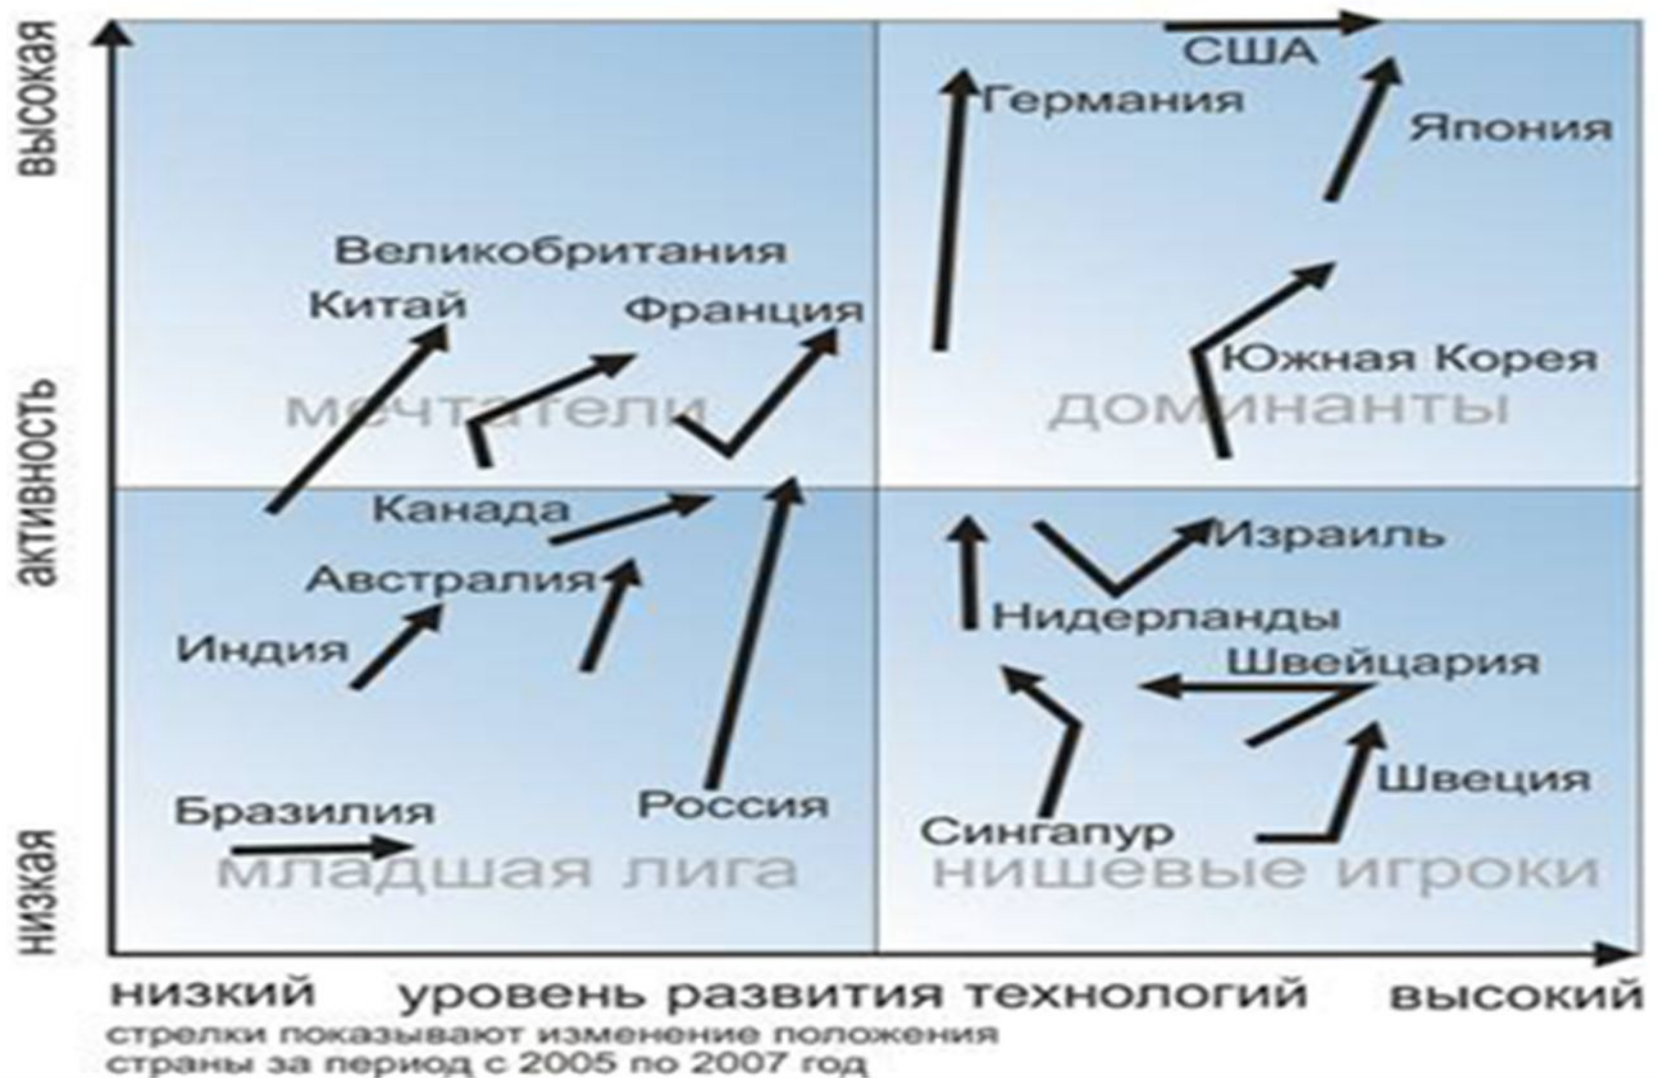 высокая
активность
низкая
США
Германия
Япония
Великобритания
Китай
Франция
Южная Корея
мечтатели
доминанты
Канада
Израиль
Австралия
Нидерланды
Индия
Швейцария
Швеция
Бразилия
Россия
Сингапур
младшая лига
нишевые игроки
низкий уровень развития технологий высокий
стрелки показывают изменение положения
страны за период с 2005 по 2007 год